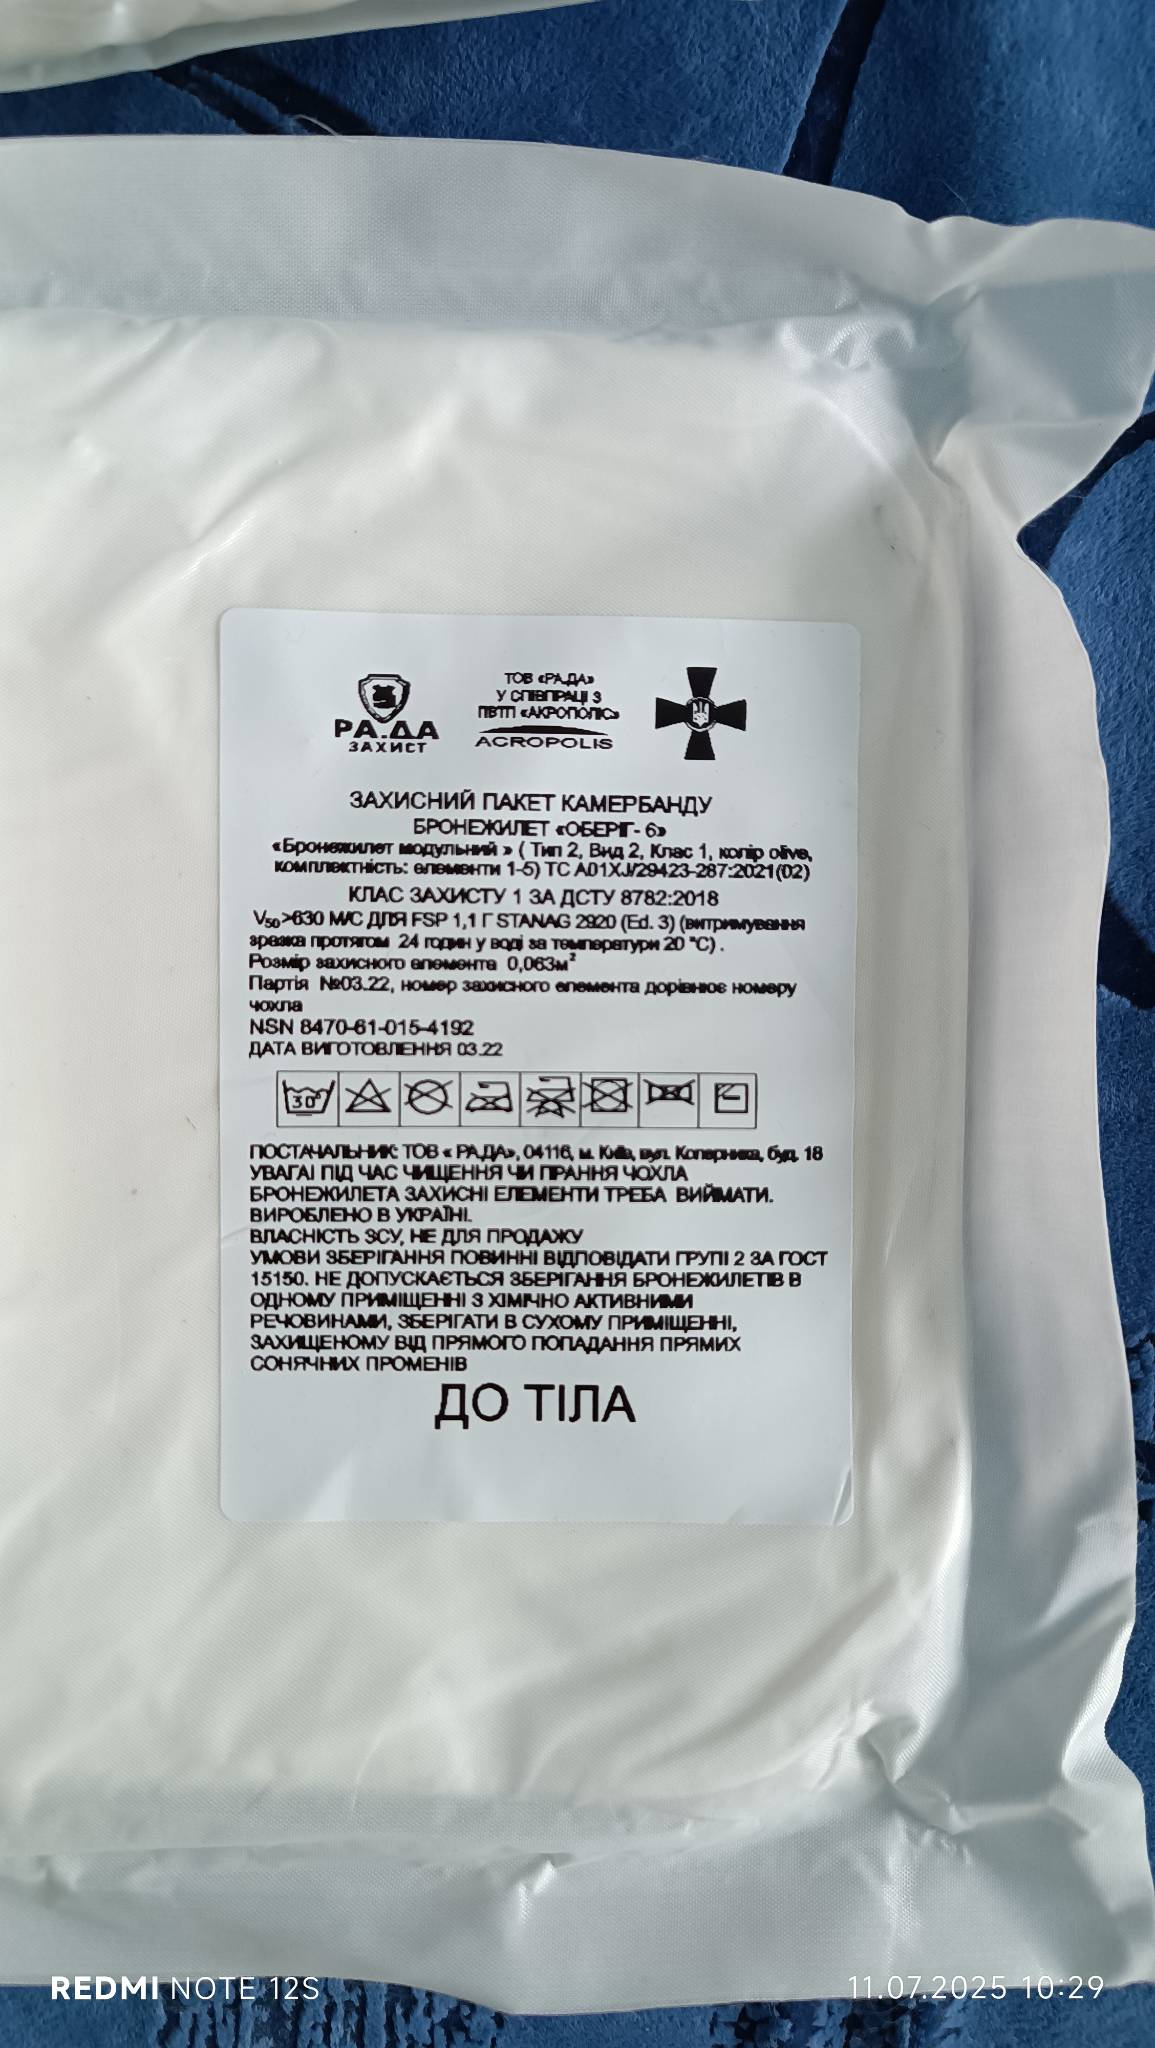 РА.ДА
ЗАХИСТ
ТОВ «РА.ДА»
У СПІВПРАЦІ З
ПВТП «АКРОПОЛІС»
ACROPOLIS
ЗАХИСНИЙ ПАКЕТ КАМЕРБАНДУ
БРОНЕЖИЛЕТ «ОБЕРІГ- 6»
«Бронежилет модульний » ( Тип 2, Вид 2, Клас 1, колір olive,
комплектність: елементи 1-5) ТС А01XJ/29423-287:2021(02)
КЛАС ЗАХИСТУ 1 ЗА ДСТУ 8782:2018
V50>630 М/С ДЛЯ FSP 1,1 Г STANAG 2920 (Ed. 3) (витримування
зразка протягом 24 годин у воді за температури 20 °С) .
Розмір захисного елемента 0,063м²
Партія №03.22, номер захисного елемента дорівнює номеру
чохла
NSN 8470-61-015-4192
ДАТА ВИГОТОВЛЕННЯ 03.22
30°
ПОСТАЧАЛЬНИК: ТОВ « РА.ДА», 04116, м. Київ, вул. Коперника, буд. 18
УВАГА! ПІД ЧАС ЧИЩЕННЯ ЧИ ПРАННЯ ЧОХЛА
БРОНЕЖИЛЕТА ЗАХИСНІ ЕЛЕМЕНТИ ТРЕБА ВИЙМАТИ.
ВИРОБЛЕНО В УКРАЇНІ.
ВЛАСНІСТЬ ЗСУ, НЕ ДЛЯ ПРОДАЖУ
УМОВИ ЗБЕРІГАННЯ ПОВИННІ ВІДПОВІДАТИ ГРУПІ 2 ЗА ГОСТ
15150. НЕ ДОПУСКАЄТЬСЯ ЗБЕРІГАННЯ БРОНЕЖИЛЕТІВ В
ОДНОМУ ПРИМІЩЕННІ З ХІМІЧНО АКТИВНИМИ
РЕЧОВИНАМИ, ЗБЕРІГАТИ В СУХОМУ ПРИМІЩЕННІ,
ЗАХИЩЕНОМУ ВІД ПРЯМОГО ПОПАДАННЯ ПРЯМИХ
СОНЯЧНИХ ПРОМЕНІВ
ДО ТІЛА
REDMI NOTE 12S
11.07.2025 10:29